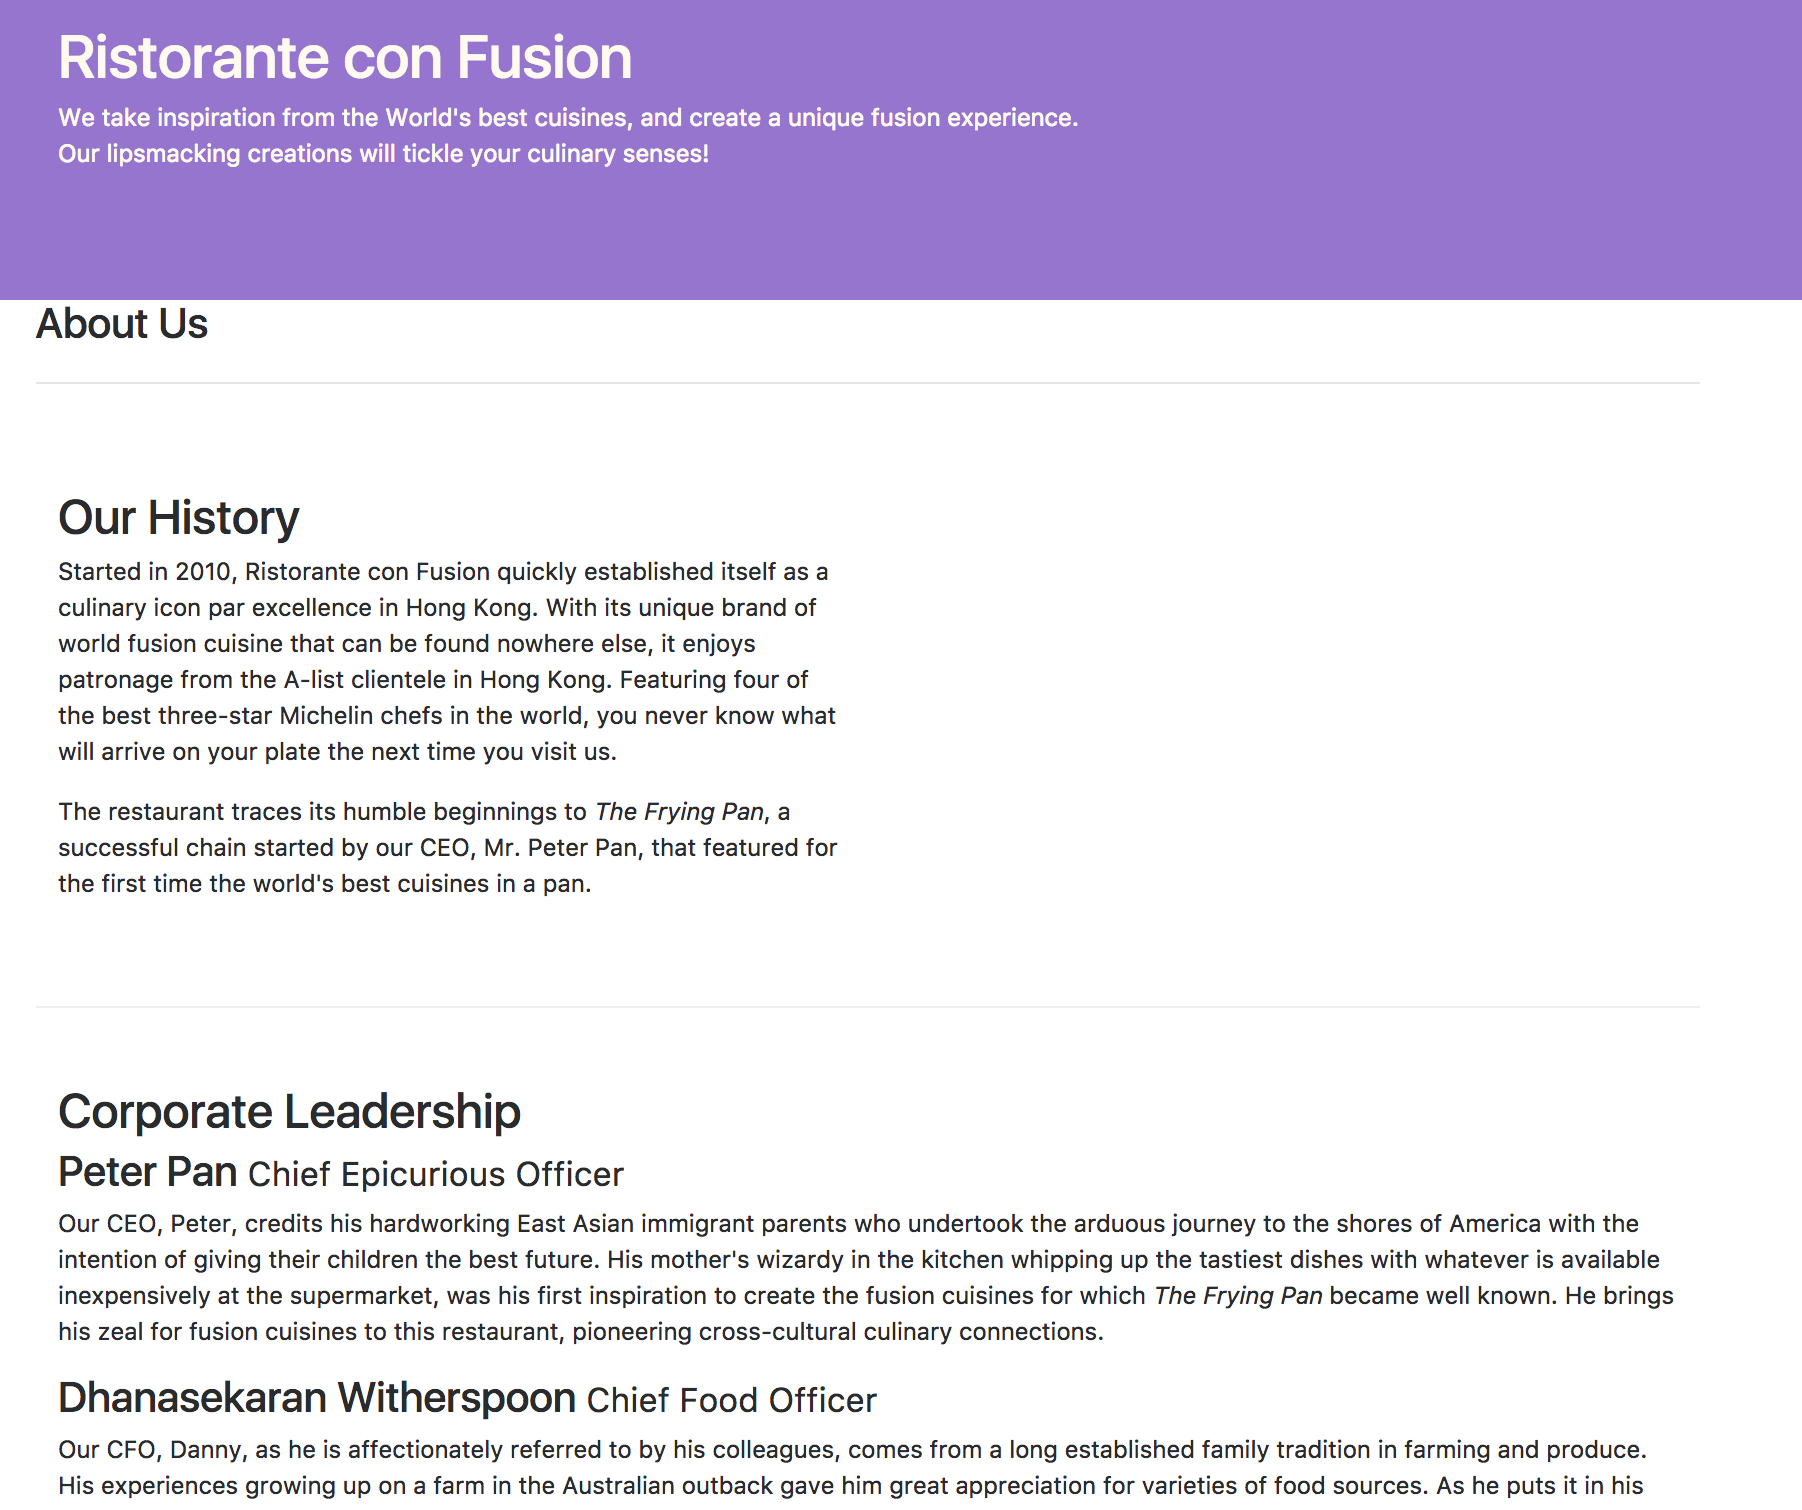 Ristorante con Fusion
We take inspiration from the World's best cuisines, and create a unique fusion experience.
Our lipsmacking creations will tickle your culinary senses!
About Us
Our History
Started in 2010, Ristorante con Fusion quickly established itself as a
culinary icon par excellence in Hong Kong. With its unique brand of
world fusion cuisine that can be found nowhere else, it enjoys
patronage from the A-list clientele in Hong Kong. Featuring four of
the best three-star Michelin chefs in the world, you never know what
will arrive on your plate the next time you visit us.
The restaurant traces its humble beginnings to The Frying Pan, a
successful chain started by our CEO, Mr. Peter Pan, that featured for
the first time the world's best cuisines in a pan.
Corporate Leadership
Peter Pan Chief Epicurious Officer
Our CEO, Peter, credits his hardworking East Asian immigrant parents who undertook the arduous journey to the shores of America with the
intention of giving their children the best future. His mother's wizardy in the kitchen whipping up the tastiest dishes with whatever is available
inexpensively at the supermarket, was his first inspiration to create the fusion cuisines for which The Frying Pan became well known. He brings
his zeal for fusion cuisines to this restaurant, pioneering cross-cultural culinary connections.
Dhanasekaran Witherspoon Chief Food Officer
Our CFO, Danny, as he is affectionately referred to by his colleagues, comes from a long established family tradition in farming and produce.
His experiences growing up on a farm in the Australian outback gave him great appreciation for varieties of food sources. As he puts it in his